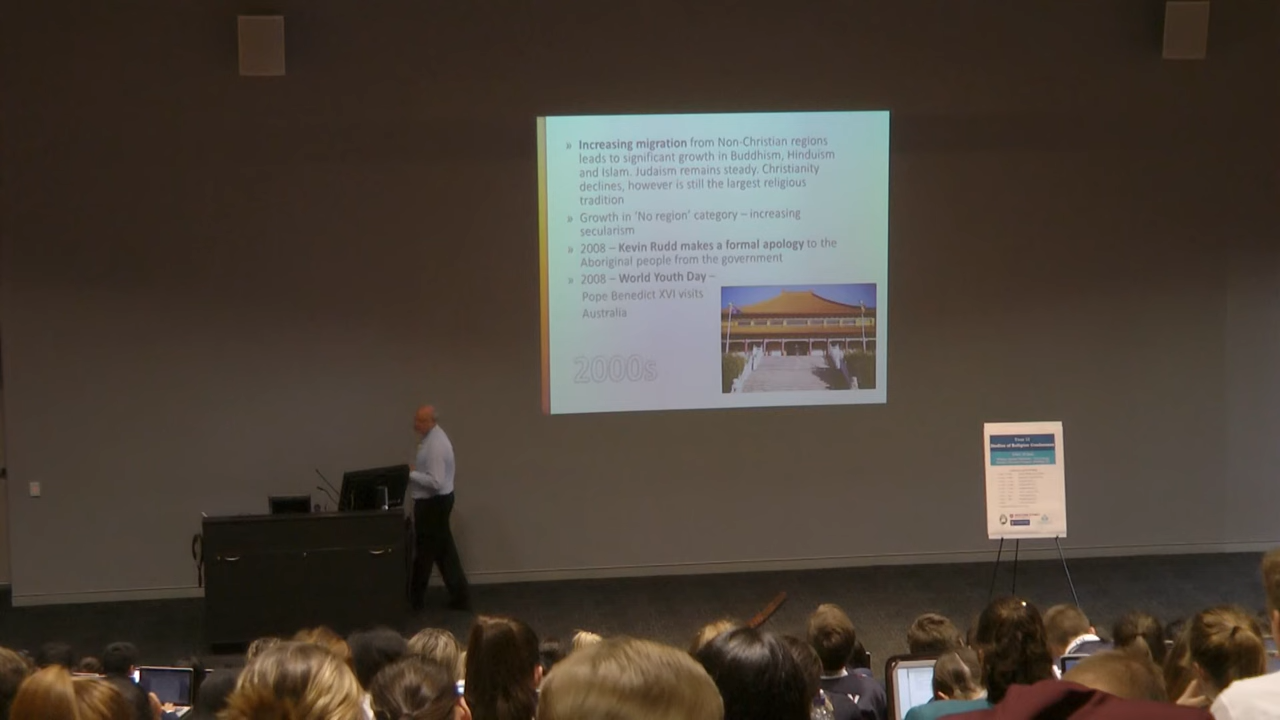 » Increasing migration from Non-Christian regions
leads to significant growth in Buddhism, Hinduism
and Islam. Judaism remains steady. Christianity
declines, however is still the largest religious
tradition
» Growth in 'No region' category – increasing
secularism
» 2008 – Kevin Rudd makes a formal apology to the
Aboriginal people from the government
» 2008 – World Youth Day –
Pope Benedict XVI visits
Australia
2000s
Studies of Religion